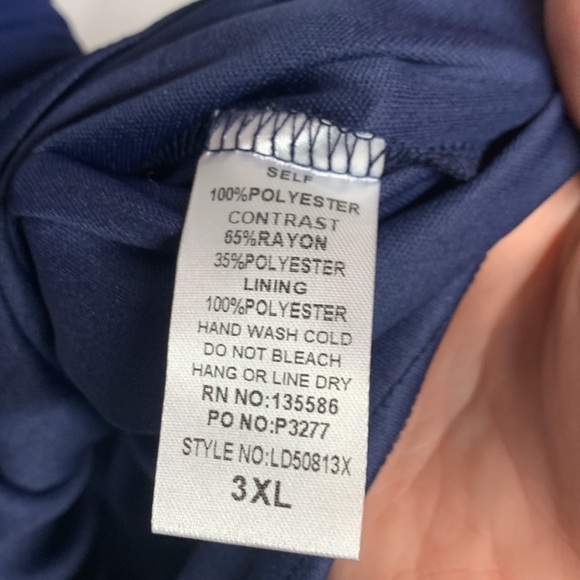 SELF
100%POLYESTER
CONTRAST
65%RAYON
35%POLYESTER
LINING
100%POLYESTER
HAND WASH COLD
DO NOT BLEACH
HANG OR LINE DRY
RN NO:135586
PO NO:P3277
STYLE NO:LD50813X
3XL